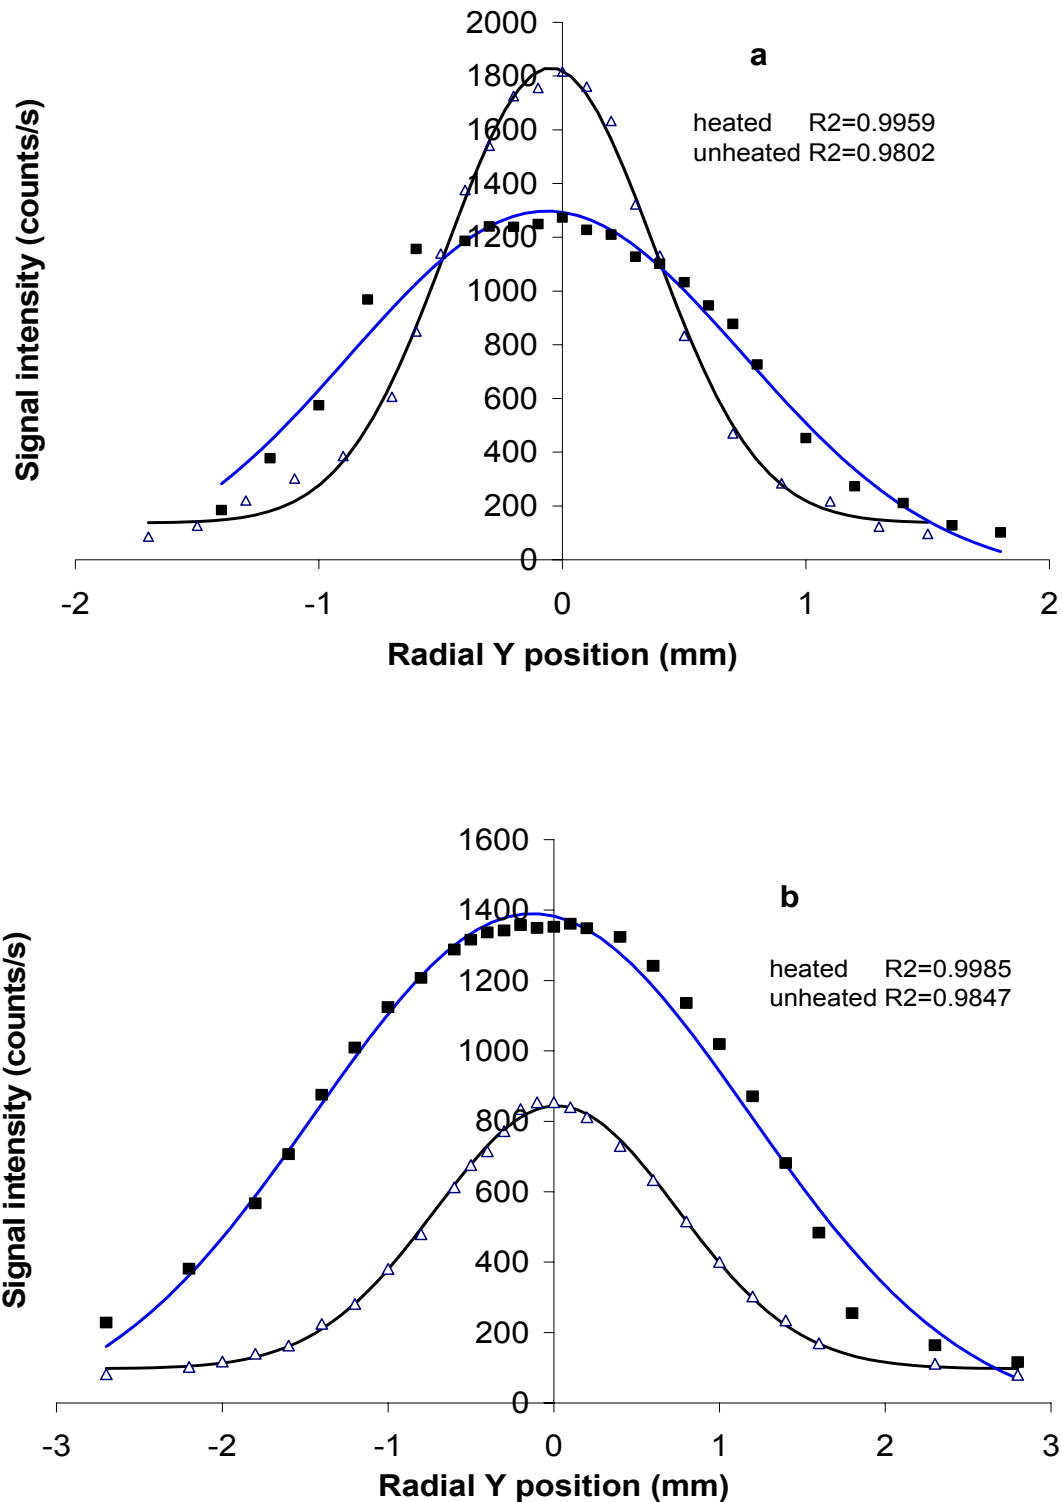 2000
1800
1600
1400
1200
1000
800
600
400
200
0
-2 -1 0 1 2
Signal intensity (counts/s)
Radial Y position (mm)
a
heated R2=0.9959
unheated R2=0.9802
1600
1400
1200
1000
800
600
400
200
0
-3 -2 -1 0 1 2 3
Signal intensity (counts/s)
Radial Y position (mm)
b
heated R2=0.9985
unheated R2=0.9847